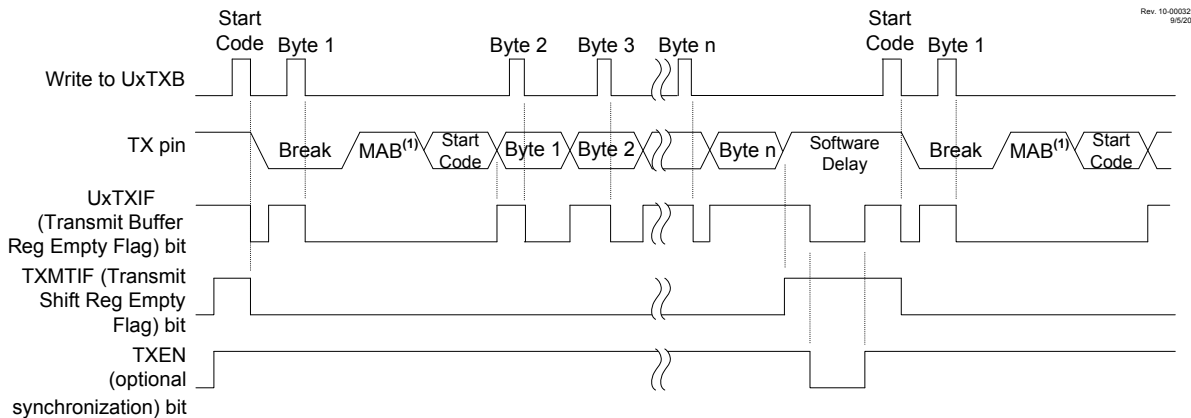 Rev. 10-00032
9/5/20
Start
Code Byte 1 Byte 2 Byte 3 Byte n Start
Code Byte 1
Write to UxTXB
TX pin Break MAB(1) Start
Code Byte 1 Byte 2 Byte n Software
Delay Break MAB(1) Start
Code
UxTXIF
(Transmit Buffer
Reg Empty Flag) bit
TXMTIF (Transmit
Shift Reg Empty
Flag) bit
TXEN
(optional
synchronization) bit